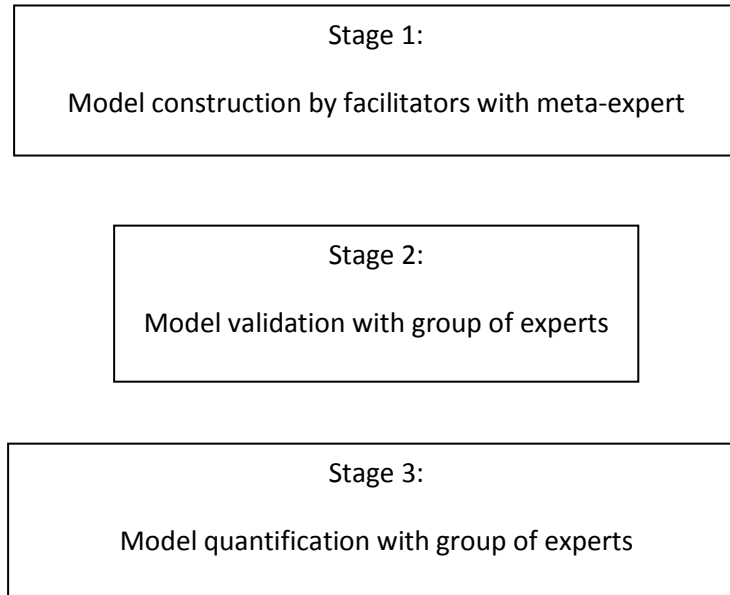 Stage 1:
Model construction by facilitators with meta-expert
Stage 2:
Model validation with group of experts
Stage 3:
Model quantification with group of experts